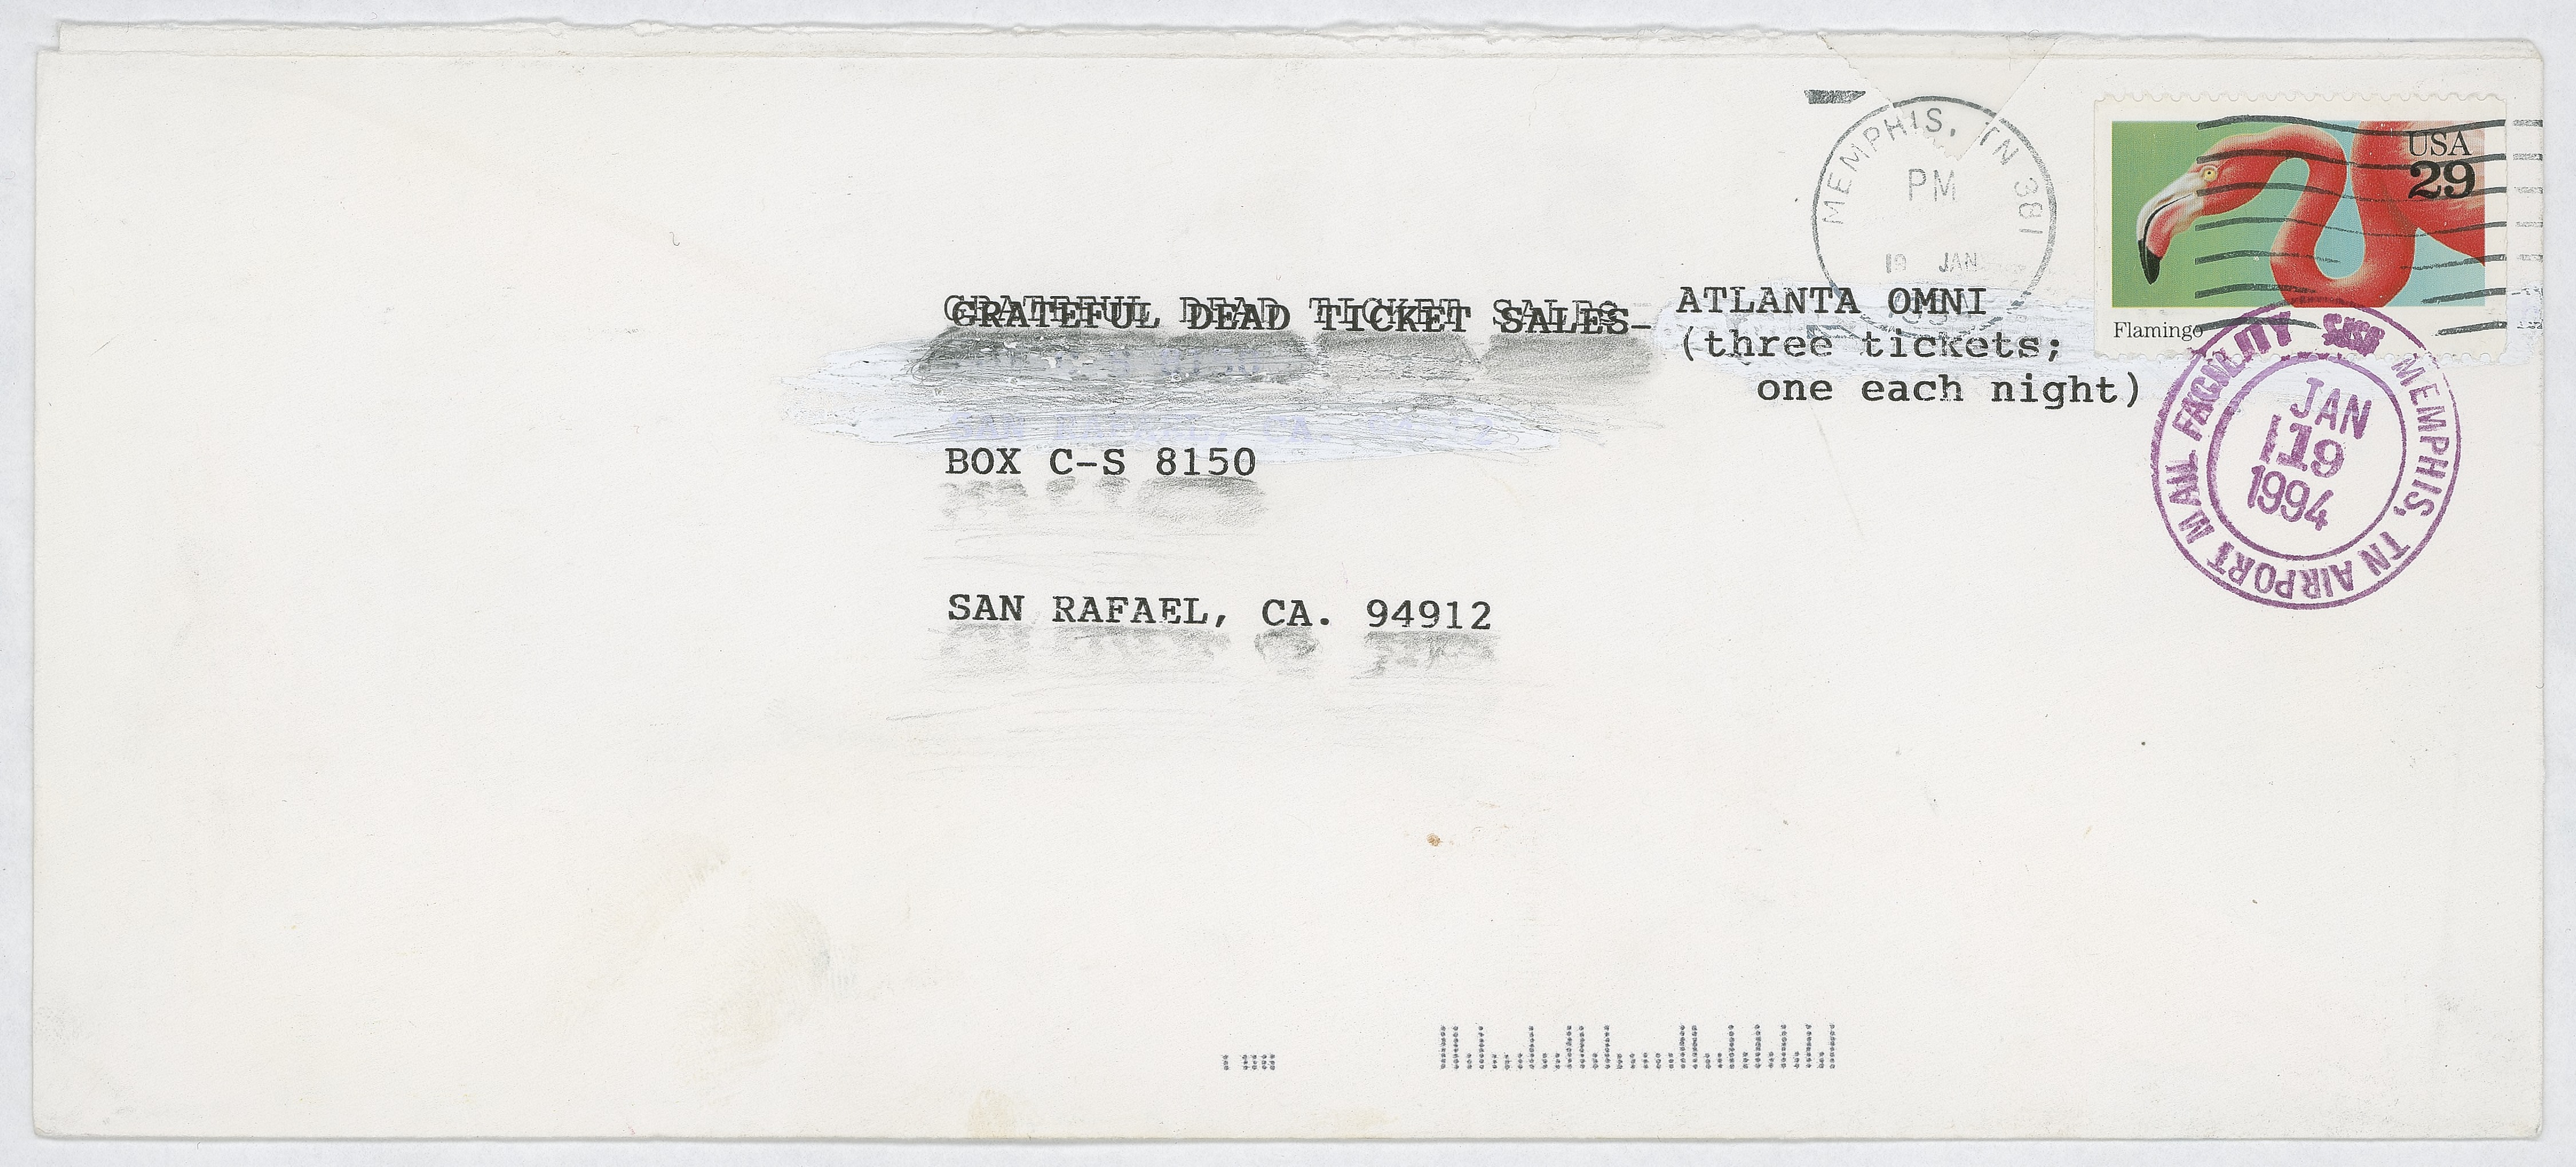 MEMPHIS, TN 381
PM
19 JAN
USA
29
Flamingo
GRATEFUL DEAD TICKET SALES- ATLANTA OMNI
(three tickets;
one each night)
BOX C-S 8150
SAN RAFAEL, CA. 94912
MEMPHIS, TN AIRPORT MAIL FACILITY
JAN
19
1994